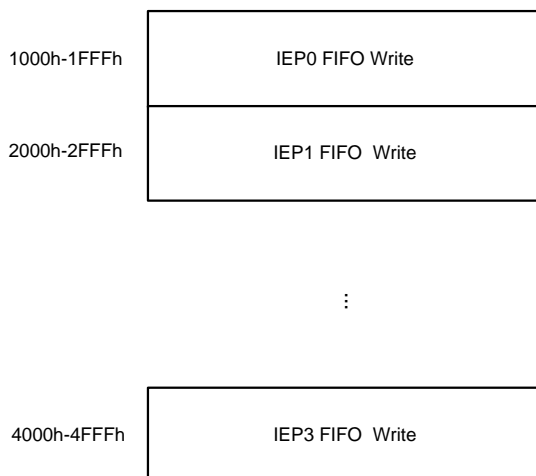 1000h-1FFFh IEP0 FIFO Write
2000h-2FFFh IEP1 FIFO Write
⋮
4000h-4FFFh IEP3 FIFO Write